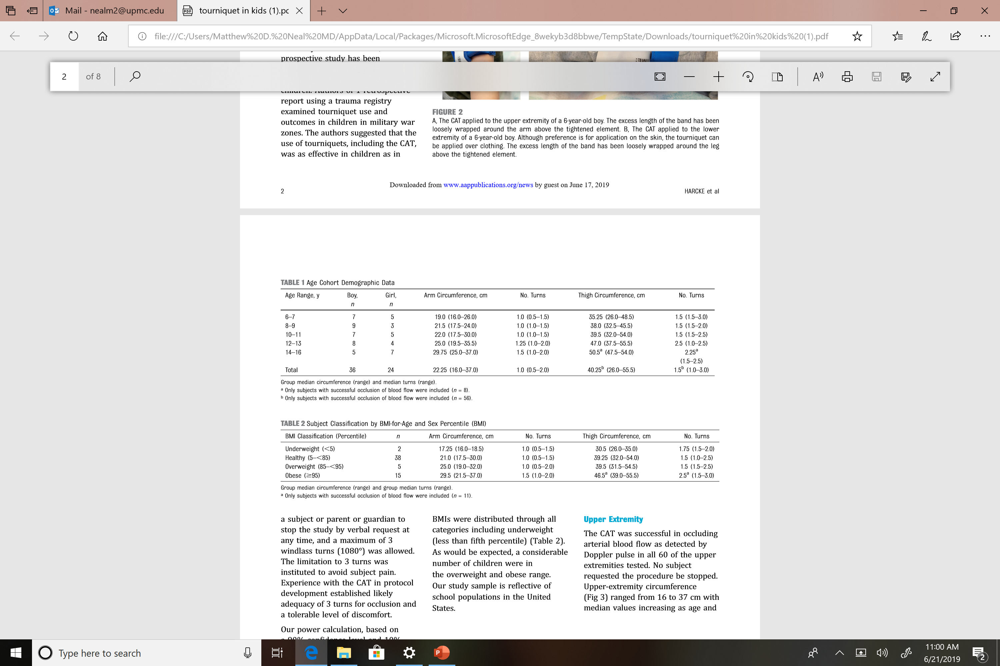 Mail - nealm2@upmc.edu
tourniquet in kids (1).pc
file:///C:/Users/Matthew%20D.%20Neal%20MD/AppData/Local/Packages/Microsoft.MicrosoftEdge_8wekyb3d8bbwe/TempState/Downloads/tourniquet%20in%20kids%20(1).pdf
2 of 8
prospective study has been
children. Authors of 1 retrospective
report using a trauma registry
examined tourniquet use and
outcomes in children in military war
zones. The authors suggested that the
use of tourniquets, including the CAT,
was as effective in children as in
FIGURE 2
A, The CAT applied to the upper extremity of a 6-year-old boy. The excess length of the band has been
loosely wrapped around the arm above the tightened element. B, The CAT applied to the lower
extremity of a 6-year-old boy. Although preference is for application on the skin, the tourniquet can
be applied over clothing. The excess length of the band has been loosely wrapped around the leg
above the tightened element.
Downloaded from www.aappublications.org/news by guest on June 17, 2019
2 HARCKE et al
TABLE 1 Age Cohort Demographic Data
Age Range, y Boy, Girl, Arm Circumference, cm No. Turns Thigh Circumference, cm No. Turns
n n
6–7 7 5 19.0 (16.0–26.0) 1.0 (0.5–1.5) 35.25 (26.0–48.5) 1.5 (1.5–3.0)
8–9 9 3 21.5 (17.5–24.0) 1.0 (1.0–1.5) 38.0 (32.5–45.5) 1.5 (1.5–2.0)
10–11 7 5 22.0 (17.5–30.0) 1.0 (1.0–1.5) 39.5 (32.0–54.0) 1.5 (1.5–2.5)
12–13 8 4 25.0 (19.5–35.5) 1.25 (1.0–2.0) 47.0 (37.5–55.5) 2.5 (1.0–2.5)
14–16 5 7 29.75 (25.0–37.0) 1.5 (1.0–2.0) 50.5a (47.5–54.0) 2.25a
(1.5–2.5)
Total 36 24 22.25 (16.0–37.0) 1.0 (0.5–2.0) 40.25b (26.0–55.5) 1.5b (1.0–3.0)
Group median circumference (range) and median turns (range).
a Only subjects with successful occlusion of blood flow were included (n = 8).
b Only subjects with successful occlusion of blood flow were included (n = 56).
TABLE 2 Subject Classification by BMI-for-Age and Sex Percentile (BMI)
BMI Classification (Percentile) n Arm Circumference, cm No. Turns Thigh Circumference, cm No. Turns
Underweight (<5) 2 17.25 (16.0–18.5) 1.0 (0.5–1.5) 30.5 (26.0–35.0) 1.75 (1.5–2.0)
Healthy (5–<85) 38 21.0 (17.5–30.0) 1.0 (0.5–1.5) 39.25 (32.0–54.0) 1.5 (1.0–2.5)
Overweight (85–<95) 5 25.0 (19.0–32.0) 1.0 (0.5–2.0) 39.5 (31.5–54.5) 1.5 (1.5–2.5)
Obese (≥95) 15 29.5 (21.5–37.0) 1.5 (1.0–2.0) 46.5a (39.0–55.5) 2.5a (1.5–3.0)
Group median circumference (range) and group median turns (range).
a Only subjects with successful occlusion of blood flow were included (n = 11).
a subject or parent or guardian to
stop the study by verbal request at
any time, and a maximum of 3
windlass turns (1080°) was allowed.
The limitation to 3 turns was
instituted to avoid subject pain.
Experience with the CAT in protocol
development established likely
adequacy of 3 turns for occlusion and
a tolerable level of discomfort.
Our power calculation, based on
a 90% confidence level and 10%
BMIs were distributed through all
categories including underweight
(less than fifth percentile) (Table 2).
As would be expected, a considerable
number of children were in
the overweight and obese range.
Our study sample is reflective of
school populations in the United
States.
Upper Extremity
The CAT was successful in occluding
arterial blood flow as detected by
Doppler pulse in all 60 of the upper
extremities tested. No subject
requested the procedure be stopped.
Upper-extremity circumference
(Fig 3) ranged from 16 to 37 cm with
median values increasing as age and
Type here to search
11:00 AM
6/21/2019
2